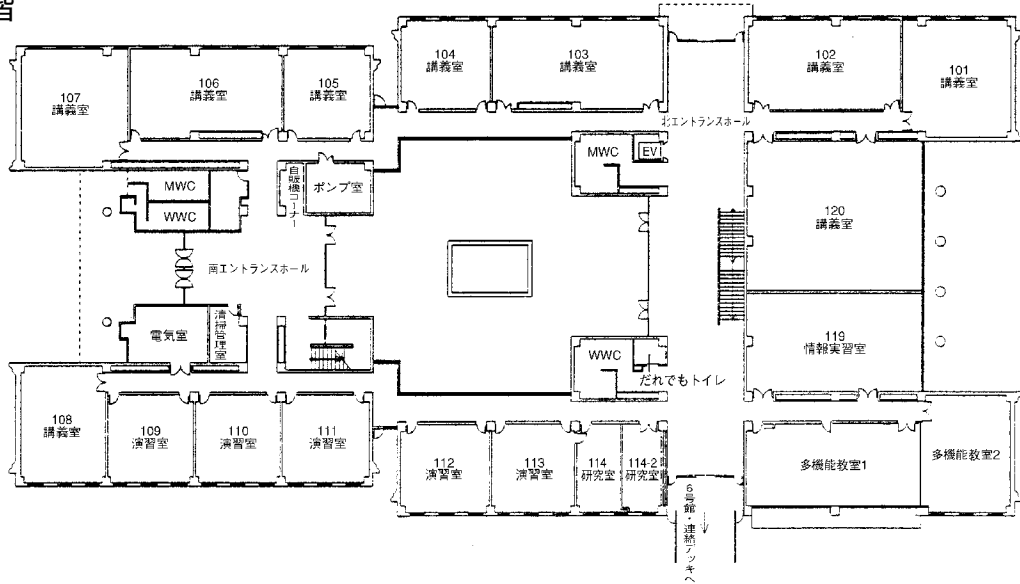 階
104
講義室
103
講義室
102
講義室
101
講義室
107
講義室
106
講義室
105
講義室
北エントランスホール
MWC
EV
MWC
WWC
自販機コーナー
ポンプ室
120
講義室
南エントランスホール
電気室
清掃管理室
119
情報実習室
WWC
だれでもトイレ
108
講義室
109
演習室
110
演習室
111
演習室
112
演習室
113
演習室
114
研究室
114-2
研究室
多機能教室1
多機能教室2
6号館・連絡デッキへ